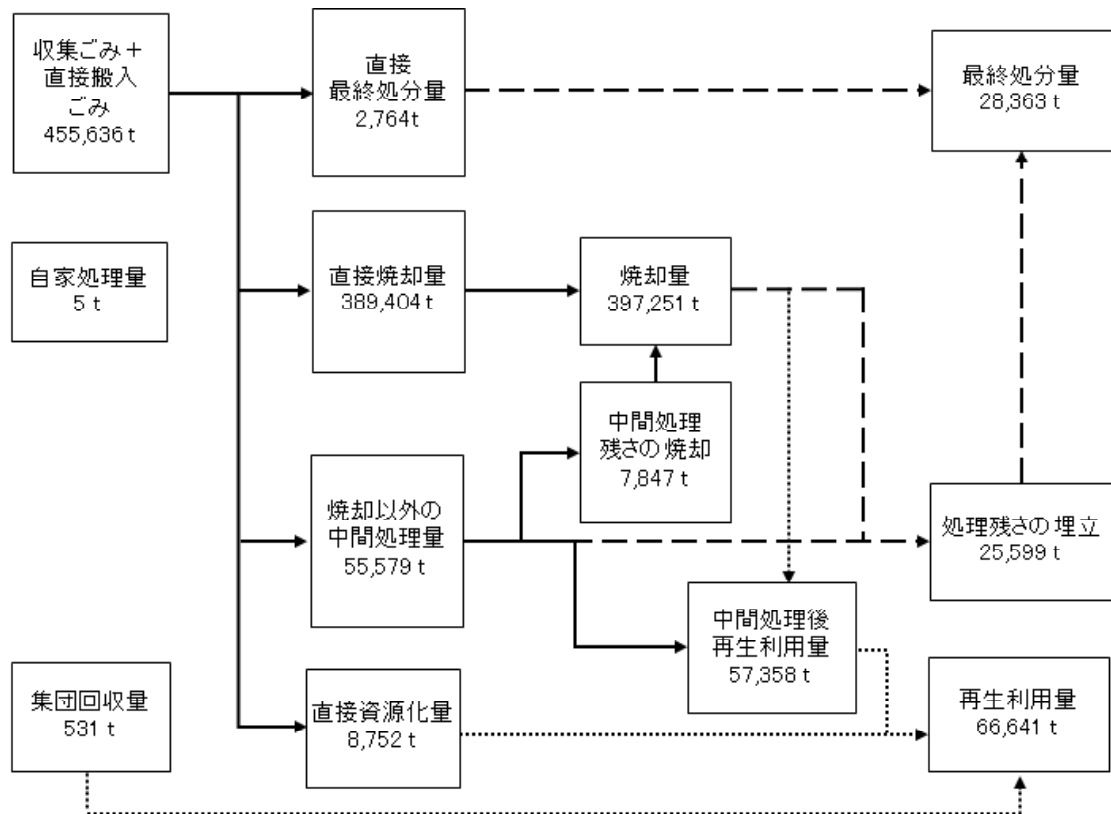 収集ごみ＋
直接搬入
ごみ
455,636 t
直接
最終処分量
2,764t
最終処分量
28,363 t
自家処理量
5 t
直接焼却量
389,404 t
焼却量
397,251 t
中間処理
残さの焼却
7,847 t
焼却以外の
中間処理量
55,579 t
処理残さの埋立
25,599 t
中間処理後
再生利用量
57,358 t
集団回収量
531 t
直接資源化量
8,752 t
再生利用量
66,641 t